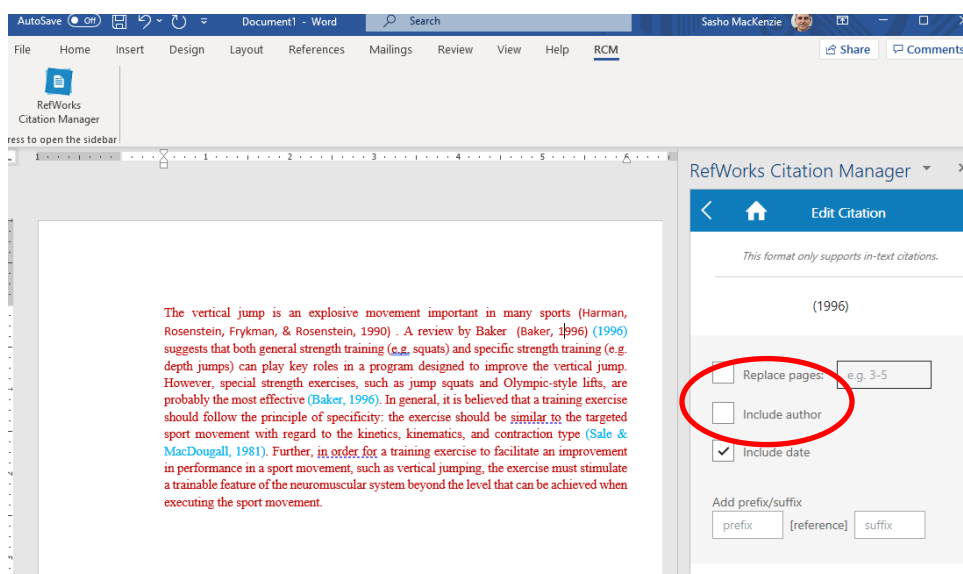 AutoSave Off Document1 - Word Search Sasho MacKenzie
File Home Insert Design Layout References Mailings Review View Help RCM Share Comments
RefWorks
Citation Manager
ress to open the sidebar
1 1 2 3 4 5 6
RefWorks Citation Manager
Edit Citation
This format only supports in-text citations.
(1996)
The vertical jump is an explosive movement important in many sports (Harman,
Rosenstein, Frykman, & Rosenstein, 1990) . A review by Baker (Baker, 1996) (1996)
suggests that both general strength training (e.g. squats) and specific strength training (e.g.
depth jumps) can play key roles in a program designed to improve the vertical jump.
However, special strength exercises, such as jump squats and Olympic-style lifts, are
probably the most effective (Baker, 1996). In general, it is believed that a training exercise
should follow the principle of specificity: the exercise should be similar to the targeted
sport movement with regard to the kinetics, kinematics, and contraction type (Sale &
MacDougall, 1981). Further, in order for a training exercise to facilitate an improvement
in performance in a sport movement, such as vertical jumping, the exercise must stimulate
a trainable feature of the neuromuscular system beyond the level that can be achieved when
executing the sport movement.
Replace pages: e.g. 3-5
Include author
Include date
Add prefix/suffix
prefix [reference] suffix